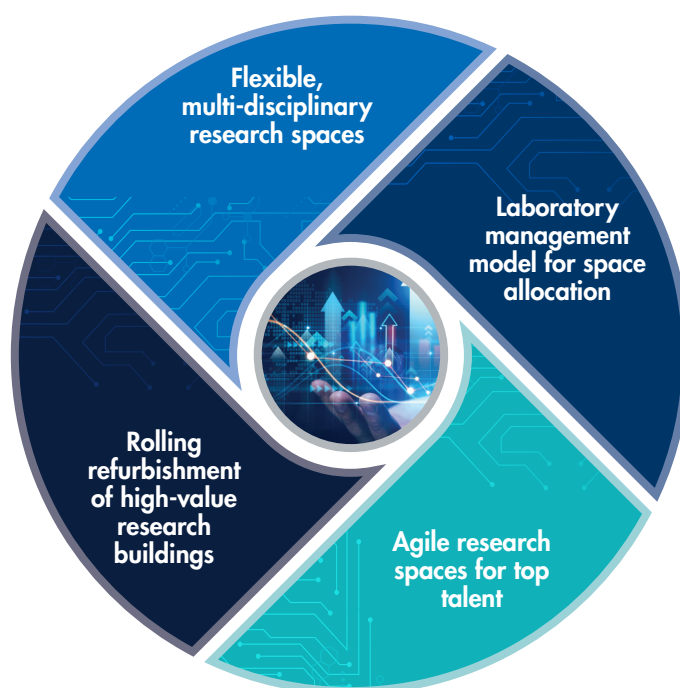 Flexible,
multi-disciplinary
research spaces
Laboratory
management
model for space
allocation
Agile research
spaces for top
talent
Rolling
refurbishment
of high-value
research
buildings